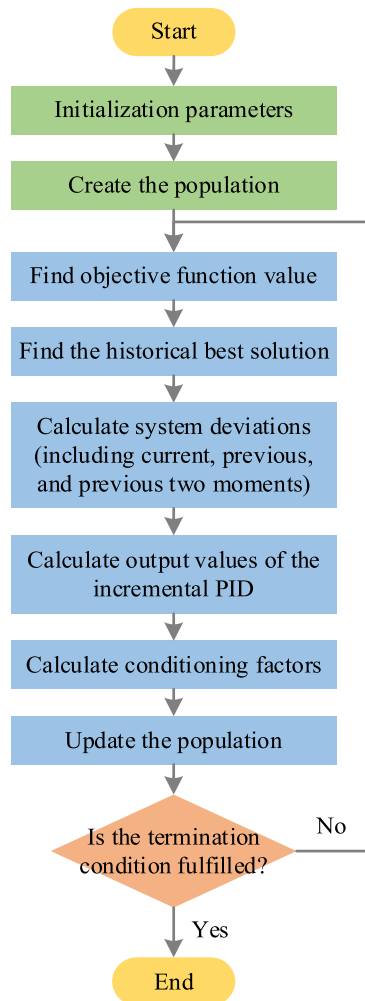 Start
Initialization parameters
Create the population
Find objective function value
Find the historical best solution
Calculate system deviations
(including current, previous,
and previous two moments)
Calculate output values of the
incremental PID
Calculate conditioning factors
Update the population
Is the termination
condition fulfilled?
No
Yes
End